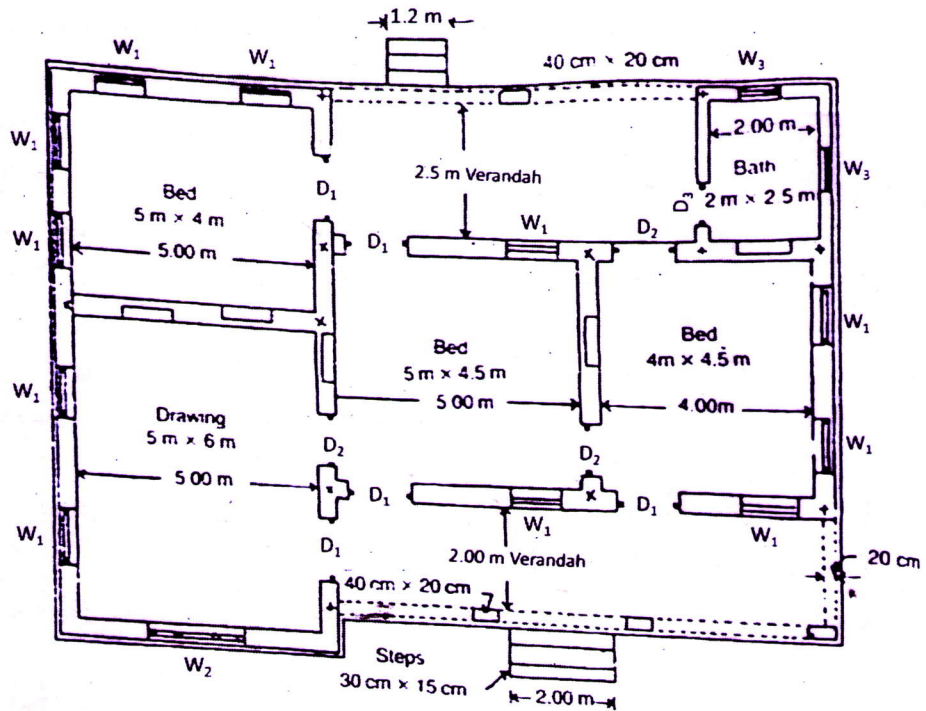 1.2 m
W₁
W₁
40 cm × 20 cm
W₃
W₁
2.00 m
Bath
2 m × 2.5 m
W₃
2.5 m Verandah
Bed
5 m × 4 m
D₁
D₃
W₁
5.00 m
D₁
W₁
D₂
Bed
5 m × 4.5 m
5.00 m
Bed
4m × 4.5 m
4.00m
W₁
W₁
Drawing
5 m × 6 m
5.00 m
D₂
D₂
W₁
D₁
D₁
W₁
W₁
W₁
D₁
2.00 m Verandah
20 cm
40 cm × 20 cm
W₂
Steps
30 cm × 15 cm
2.00 m